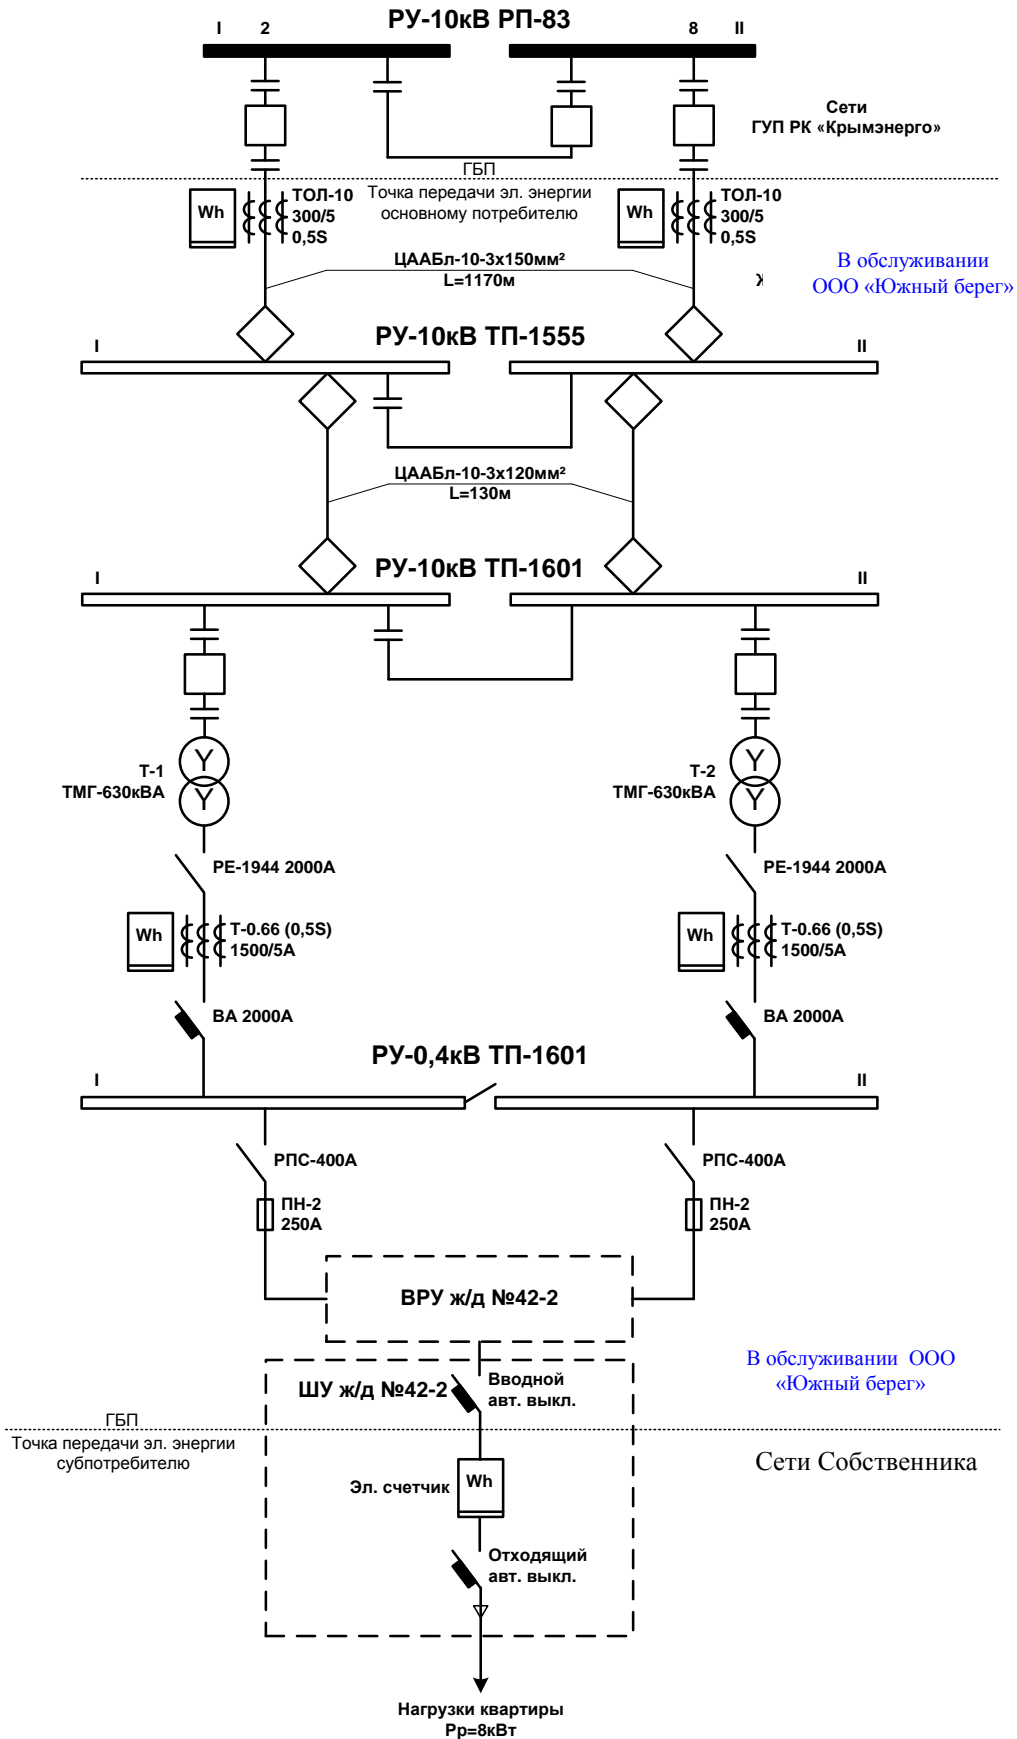 РУ-10кВ РП-83
I 2 8 II
Сети
ГУП РК «Крымэнерго»
ГБП
Точка передачи эл. энергии
основному потребителю
Wh
ТОЛ-10
300/5
0,5S
Wh
ТОЛ-10
300/5
0,5S
ЦААБл-10-3х150мм²
L=1170м
В обслуживании
ООО «Южный берег»
РУ-10кВ ТП-1555
I II
ЦААБл-10-3х120мм²
L=130м
РУ-10кВ ТП-1601
I II
Y
Y
Т-1
ТМГ-630кВА
Y
Y
Т-2
ТМГ-630кВА
РЕ-1944 2000А
РЕ-1944 2000А
Wh
Т-0.66 (0,5S)
1500/5А
Wh
Т-0.66 (0,5S)
1500/5А
ВА 2000А
ВА 2000А
РУ-0,4кВ ТП-1601
I II
РПС-400А
РПС-400А
ПН-2
250А
ПН-2
250А
ВРУ ж/д №42-2
В обслуживании ООО
«Южный берег»
ШУ ж/д №42-2
Вводной
авт. выкл.
ГБП
Точка передачи эл. энергии
субпотребителю
Сети Собственника
Эл. счетчик
Wh
Отходящий
авт. выкл.
Нагрузки квартиры
Рр=8кВт